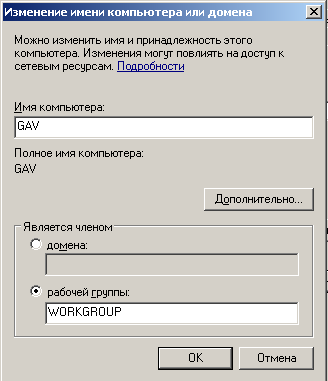 Изменение имени компьютера или домена
Можно изменить имя и принадлежность этого
компьютера. Изменения могут повлиять на доступ к
сетевым ресурсам. Подробности
Имя компьютера:
GAV
Полное имя компьютера:
GAV
Дополнительно...
Является членом
домена:
рабочей группы:
WORKGROUP
OK Отмена